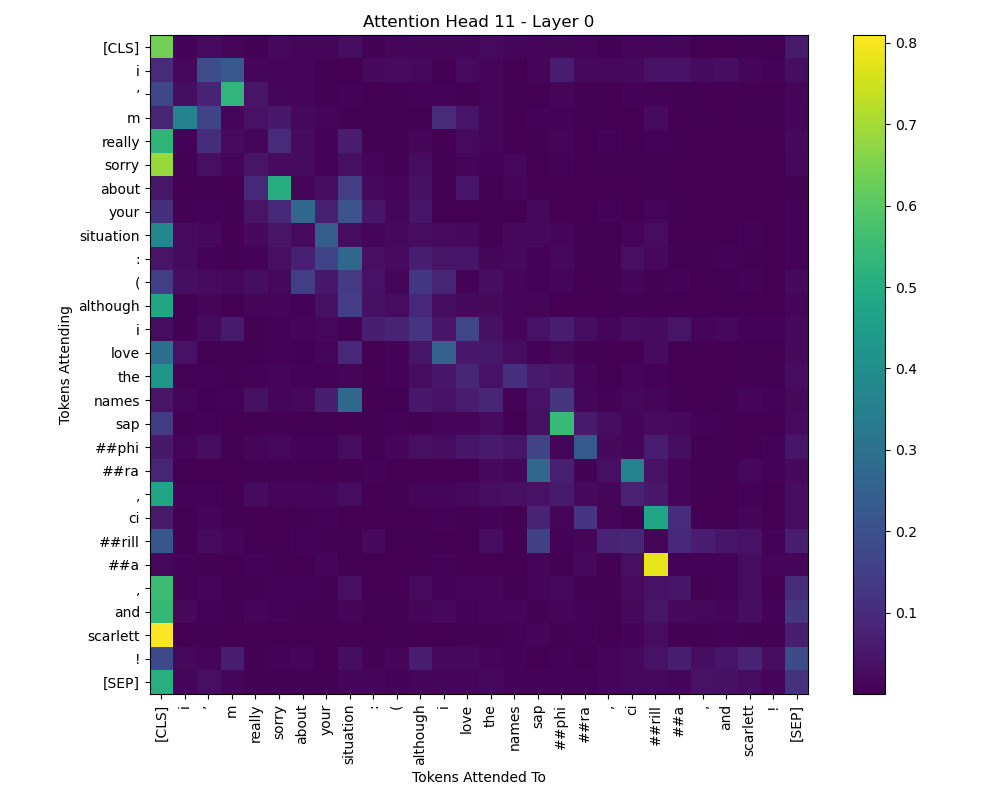 Attention Head 11 - Layer 0
Tokens Attending
[CLS]
i
’
m
really
sorry
about
your
situation
:
(
although
i
love
the
names
sap
##phi
##ra
,
ci
##rill
##a
,
and
scarlett
!
[SEP]
[CLS]
i
’
m
really
sorry
about
your
situation
:
(
although
i
love
the
names
sap
##phi
##ra
,
ci
##rill
##a
,
and
scarlett
!
[SEP]
Tokens Attended To
0.8
0.7
0.6
0.5
0.4
0.3
0.2
0.1